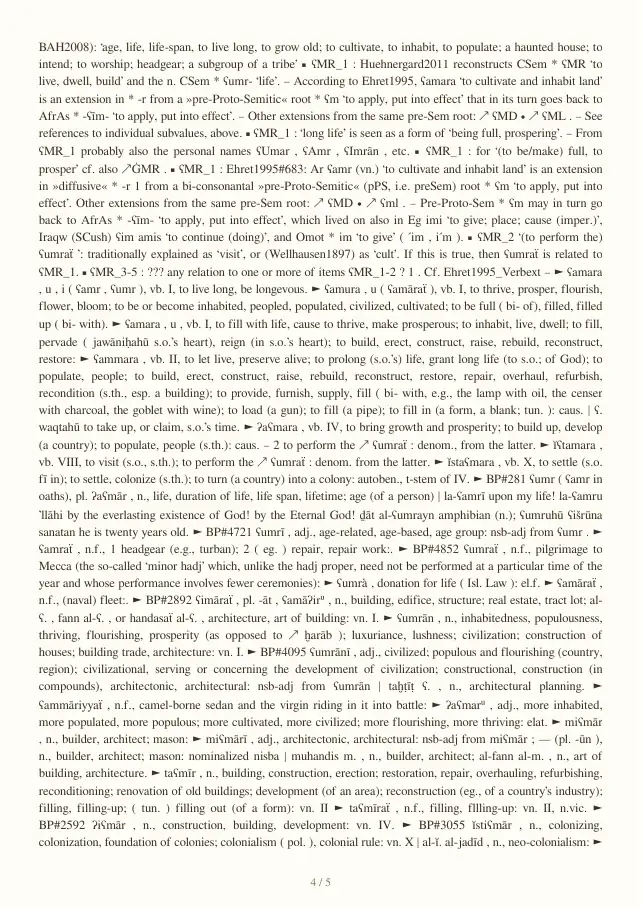 BAH2008): ‘age, life, life-span, to live long, to grow old; to cultivate, to inhabit, to populate; a haunted house; to
intend; to worship; headgear; a subgroup of a tribe’ ▪ ʕMR_1 : Huehnergard2011 reconstructs CSem * ʕMR ‘to
live, dwell, build’ and the n. CSem * ʕumr- ‘life’. – According to Ehret1995, ʕamara ‘to cultivate and inhabit land’
is an extension in * -r from a »pre-Proto-Semitic« root * ʕm ‘to apply, put into effect’ that in its turn goes back to
AfrAs * -ʕīm- ‘to apply, put into effect’. – Other extensions from the same pre-Sem root: ↗ ʕMD • ↗ ʕML . – See
references to individual subvalues, above. ▪ ʕMR_1 : ‘long life’ is seen as a form of ‘being full, prospering’. – From
ʕMR_1 probably also the personal names ʕUmar , ʕAmr , ʕImrān , etc. ▪ ʕMR_1 : for ‘(to be/make) full, to
prosper’ cf. also ↗ĠMR . ▪ ʕMR_1 : Ehret1995#683: Ar ʕamr (vn.) ‘to cultivate and inhabit land’ is an extension
in »diffusive« * -r 1 from a bi-consonantal »pre-Proto-Semitic« (pPS, i.e. preSem) root * ʕm ‘to apply, put into
effect’. Other extensions from the same pre-Sem root: ↗ ʕMD • ↗ ʕml . – Pre-Proto-Sem * ʕm may in turn go
back to AfrAs * -ʕīm- ‘to apply, put into effect’, which lived on also in Eg imi ‘to give; place; cause (imper.)’,
Iraqw (SCush) ʕim amis ‘to continue (doing)’, and Omot * im ‘to give’ ( ´im , i´m ). ▪ ʕMR_2 ‘(to perform the)
ʕumraẗ ’: traditionally explained as ‘visit’, or (Wellhausen1897) as ‘cult’. If this is true, then ʕumraẗ is related to
ʕMR_1. ▪ ʕMR_3-5 : ??? any relation to one or more of items ʕMR_1-2 ? 1 . Cf. Ehret1995_Verbext – ► ʕamara
, u , i ( ʕamr , ʕumr ), vb. I, to live long, be longevous. ► ʕamura , u ( ʕamāraẗ ), vb. I, to thrive, prosper, flourish,
flower, bloom; to be or become inhabited, peopled, populated, civilized, cultivated; to be full ( bi- of), filled, filled
up ( bi- with). ► ʕamara , u , vb. I, to fill with life, cause to thrive, make prosperous; to inhabit, live, dwell; to fill,
pervade ( jawāniḥahū s.o.’s heart), reign (in s.o.’s heart); to build, erect, construct, raise, rebuild, reconstruct,
restore: ► ʕammara , vb. II, to let live, preserve alive; to prolong (s.o.’s) life, grant long life (to s.o.; of God); to
populate, people; to build, erect, construct, raise, rebuild, reconstruct, restore, repair, overhaul, refurbish,
recondition (s.th., esp. a building); to provide, furnish, supply, fill ( bi- with, e.g., the lamp with oil, the censer
with charcoal, the goblet with wine); to load (a gun); to fill (a pipe); to fill in (a form, a blank; tun. ): caus. | ʕ.
waqtahū to take up, or claim, s.o.’s time. ► ʔaʕmara , vb. IV, to bring growth and prosperity; to build up, develop
(a country); to populate, people (s.th.): caus. – 2 to perform the ↗ ʕumraẗ : denom., from the latter. ► ĭʕtamara ,
vb. VIII, to visit (s.o., s.th.); to perform the ↗ ʕumraẗ : denom. from the latter. ► ĭstaʕmara , vb. X, to settle (s.o.
fī in); to settle, colonize (s.th.); to turn (a country) into a colony: autoben., t-stem of IV. ► BP#281 ʕumr ( ʕamr in
oaths), pl. ʔaʕmār , n., life, duration of life, life span, lifetime; age (of a person) | la-ʕamrī upon my life! la-ʕamru
’llāhi by the everlasting existence of God! by the Eternal God! ḏāt al-ʕumrayn amphibian (n.); ʕumruhū ʕišrūna
sanatan he is twenty years old. ► BP#4721 ʕumrī , adj., age-related, age-based, age group: nsb-adj from ʕumr . ►
ʕamraẗ , n.f., 1 headgear (e.g., turban); 2 ( eg. ) repair, repair work:. ► BP#4852 ʕumraẗ , n.f., pilgrimage to
Mecca (the so-called ‘minor hadj’ which, unlike the hadj proper, need not be performed at a particular time of the
year and whose performance involves fewer ceremonies): ► ʕumrà , donation for life ( Isl. Law ): el.f. ► ʕamāraẗ ,
n.f., (naval) fleet:. ► BP#2892 ʕimāraẗ , pl. -āt , ʕamāʔirᵘ , n., building, edifice, structure; real estate, tract lot; al-
ʕ. , fann al-ʕ. , or handasaẗ al-ʕ. , architecture, art of building: vn. I. ► ʕumrān , n., inhabitedness, populousness,
thriving, flourishing, prosperity (as opposed to ↗ ḫarāb ); luxuriance, lushness; civilization; construction of
houses; building trade, architecture: vn. I. ► BP#4095 ʕumrānī , adj., civilized; populous and flourishing (country,
region); civilizational, serving or concerning the development of civilization; constructional, construction (in
compounds), architectonic, architectural: nsb-adj from ʕumrān | taḫṭīṭ ʕ. , n., architectural planning. ►
ʕammāriyyaẗ , n.f., camel-borne sedan and the virgin riding in it into battle: ► ʔaʕmarᵘ , adj., more inhabited,
more populated, more populous; more cultivated, more civilized; more flourishing, more thriving: elat. ► miʕmār
, n., builder, architect; mason: ► miʕmārī , adj., architectonic, architectural: nsb-adj from miʕmār ; — (pl. -ūn ),
n., builder, architect; mason: nominalized nisba | muhandis m. , n., builder, architect; al-fann al-m. , n., art of
building, architecture. ► taʕmīr , n., building, construction, erection; restoration, repair, overhauling, refurbishing,
reconditioning; renovation of old buildings; development (of an area); reconstruction (eg., of a country’s industry);
filling, filling-up; ( tun. ) filling out (of a form): vn. II ► taʕmīraẗ , n.f., filling, fllling-up: vn. II, n.vic. ►
BP#2592 ʔiʕmār , n., construction, building, development: vn. IV. ► BP#3055 ĭstiʕmār , n., colonizing,
colonization, foundation of colonies; colonialism ( pol. ), colonial rule: vn. X | al-ĭ. al-jadīd , n., neo-colonialism: ►
4 / 5